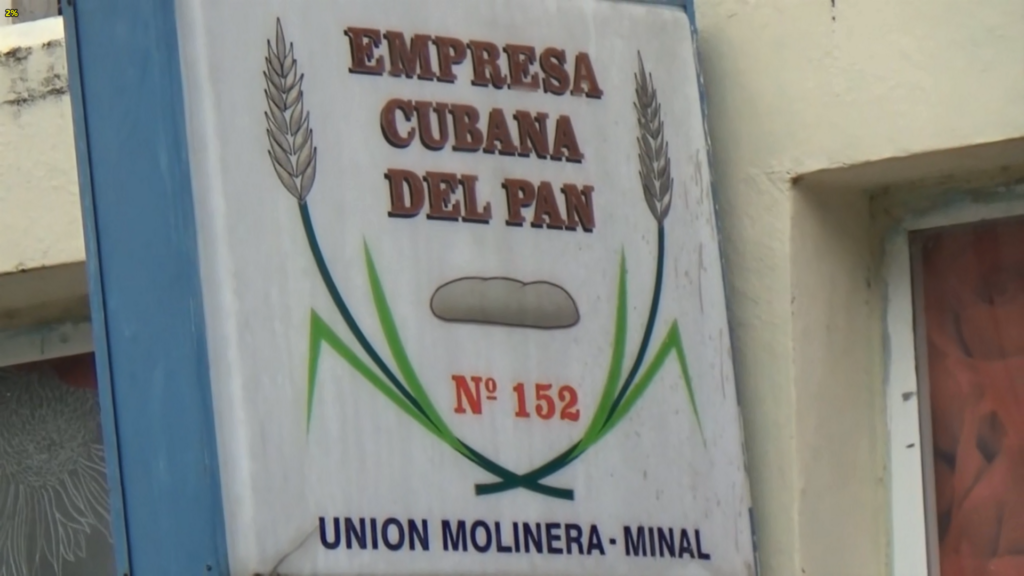 2%
EMPRESA
CUBANA
DEL PAN
Nº 152
UNION MOLINERA - MINAL